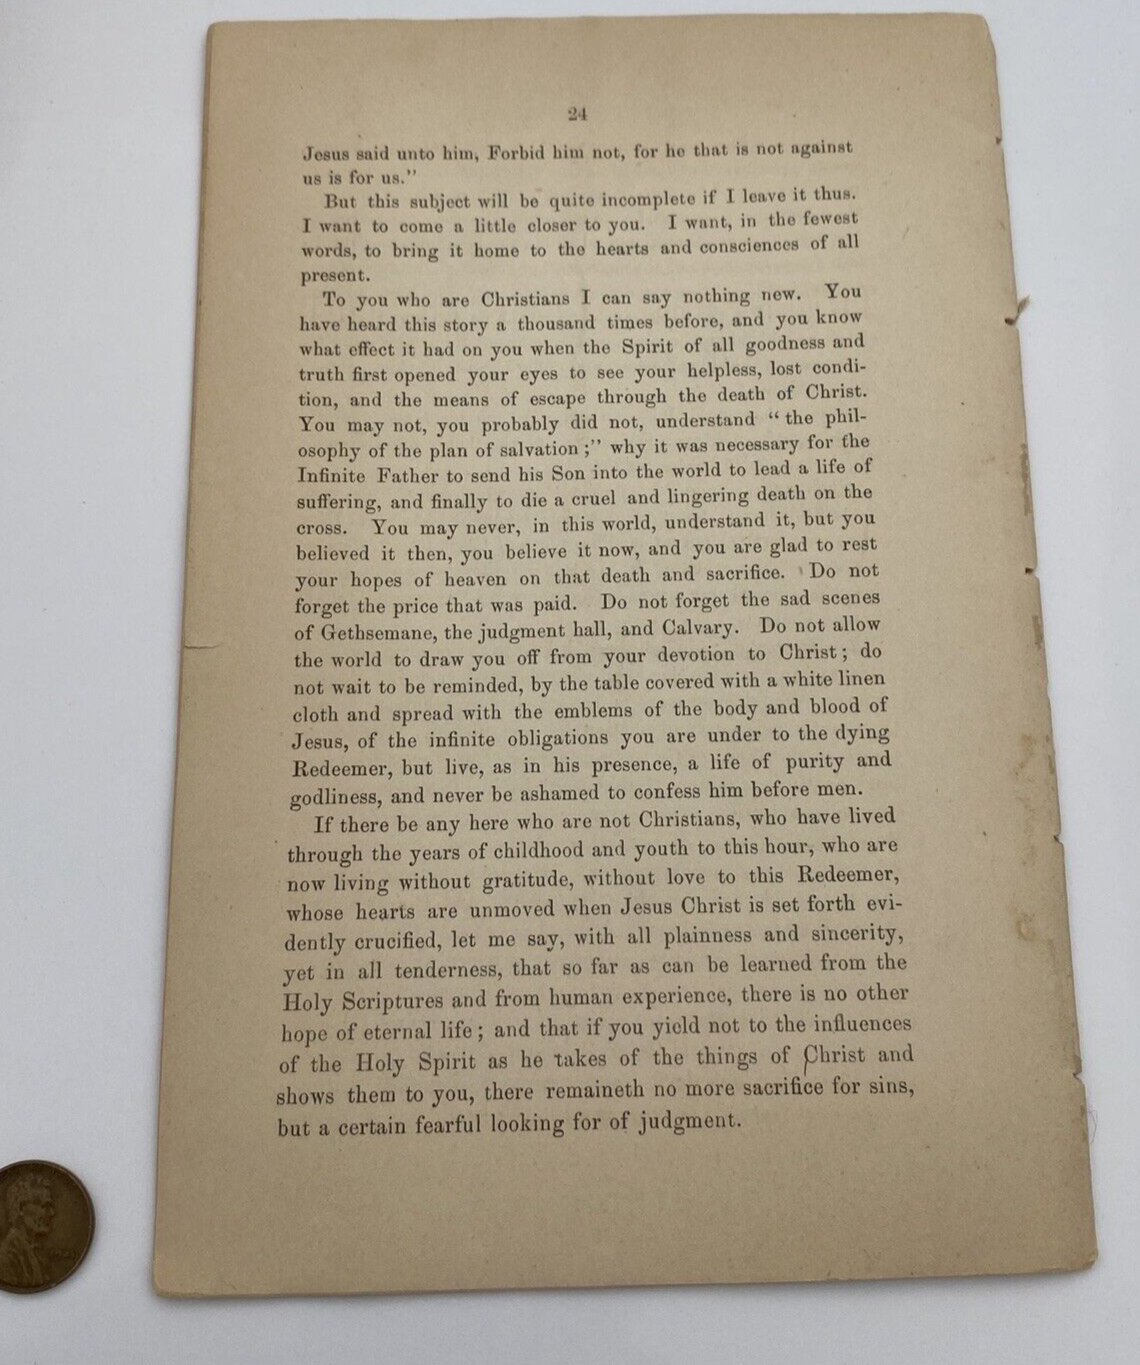 24
Jesus said unto him, Forbid him not, for he that is not against
us is for us."
But this subject will be quite incomplete if I leave it thus.
I want to come a little closer to you. I want, in the fewest
words, to bring it home to the hearts and consciences of all
present.
To you who are Christians I can say nothing new. You
have heard this story a thousand times before, and you know
what effect it had on you when the Spirit of all goodness and
truth first opened your eyes to see your helpless, lost condi-
tion, and the means of escape through the death of Christ.
You may not, you probably did not, understand "the phil-
osophy of the plan of salvation;" why it was necessary for the
Infinite Father to send his Son into the world to lead a life of
suffering, and finally to die a cruel and lingering death on the
cross. You may never, in this world, understand it, but you
believed it then, you believe it now, and you are glad to rest
your hopes of heaven on that death and sacrifice. Do not
forget the price that was paid. Do not forget the sad scenes
of Gethsemane, the judgment hall, and Calvary. Do not allow
the world to draw you off from your devotion to Christ; do
not wait to be reminded, by the table covered with a white linen
cloth and spread with the emblems of the body and blood of
Jesus, of the infinite obligations you are under to the dying
Redeemer, but live, as in his presence, a life of purity and
godliness, and never be ashamed to confess him before men.
If there be any here who are not Christians, who have lived
through the years of childhood and youth to this hour, who are
now living without gratitude, without love to this Redeemer,
whose hearts are unmoved when Jesus Christ is set forth evi-
dently crucified, let me say, with all plainness and sincerity,
yet in all tenderness, that so far as can be learned from the
Holy Scriptures and from human experience, there is no other
hope of eternal life; and that if you yield not to the influences
of the Holy Spirit as he takes of the things of Christ and
shows them to you, there remaineth no more sacrifice for sins,
but a certain fearful looking for of judgment.